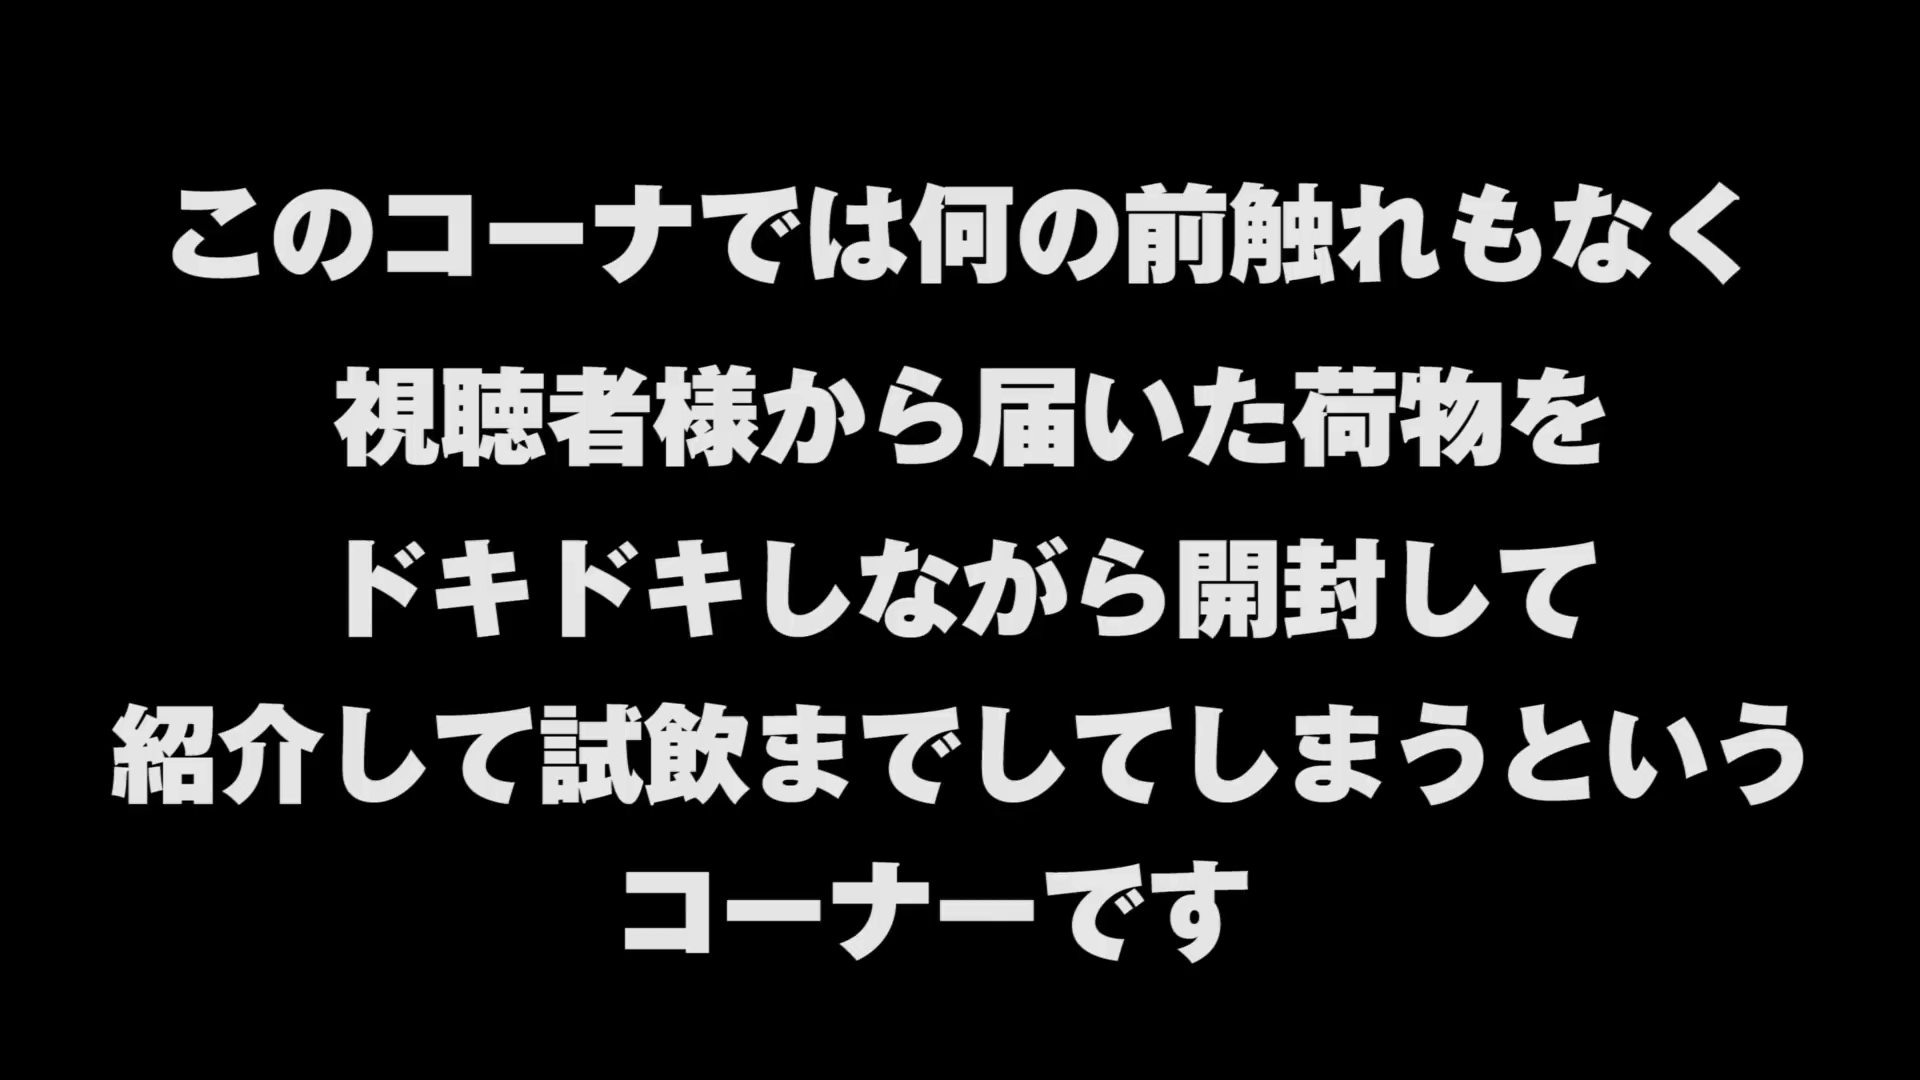 このコーナでは何の前触れもなく
視聴者様から届いた荷物を
ドキドキしながら開封して
紹介して試飲までしてしまうという
コーナーです